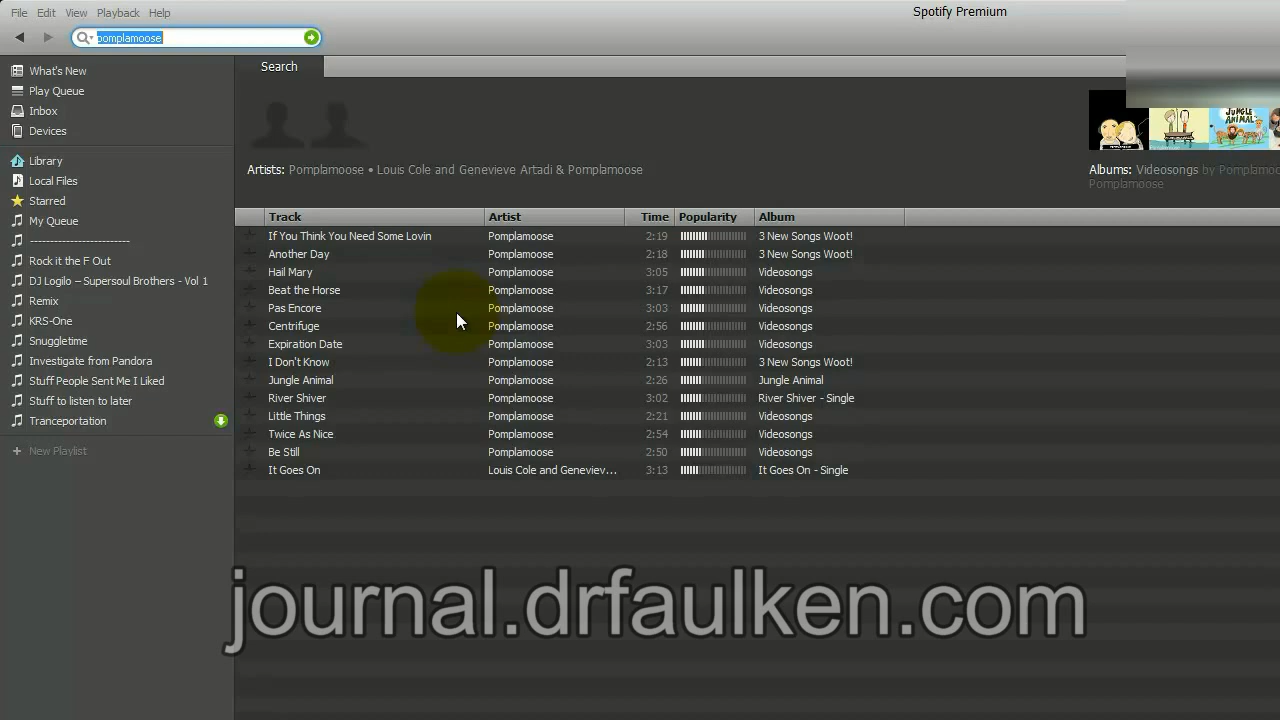 File Edit View Playback Help
Spotify Premium
pomplamoose
What's New
Play Queue
Inbox
Devices
Library
Local Files
Starred
My Queue
-------------------------
Rock it the F Out
DJ Logilo – Supersoul Brothers - Vol 1
Remix
KRS-One
Snuggletime
Investigate from Pandora
Stuff People Sent Me I Liked
Stuff to listen to later
Tranceportation
New Playlist
Search
JUNGLE ANIMAL
Artists: Pomplamoose • Louis Cole and Genevieve Artadi & Pomplamoose
Albums: Videosongs by Pomplamoo
Pomplamoose
Track Artist Time Popularity Album
If You Think You Need Some Lovin Pomplamoose 2:19 3 New Songs Woot!
Another Day Pomplamoose 2:18 3 New Songs Woot!
Hail Mary Pomplamoose 3:05 Videosongs
Beat the Horse Pomplamoose 3:17 Videosongs
Pas Encore Pomplamoose 3:03 Videosongs
Centrifuge Pomplamoose 2:56 Videosongs
Expiration Date Pomplamoose 3:03 Videosongs
I Don't Know Pomplamoose 2:13 3 New Songs Woot!
Jungle Animal Pomplamoose 2:26 Jungle Animal
River Shiver Pomplamoose 3:02 River Shiver - Single
Little Things Pomplamoose 2:21 Videosongs
Twice As Nice Pomplamoose 2:54 Videosongs
Be Still Pomplamoose 2:50 Videosongs
It Goes On Louis Cole and Geneviev... 3:13 It Goes On - Single
journal.drfaulken.com